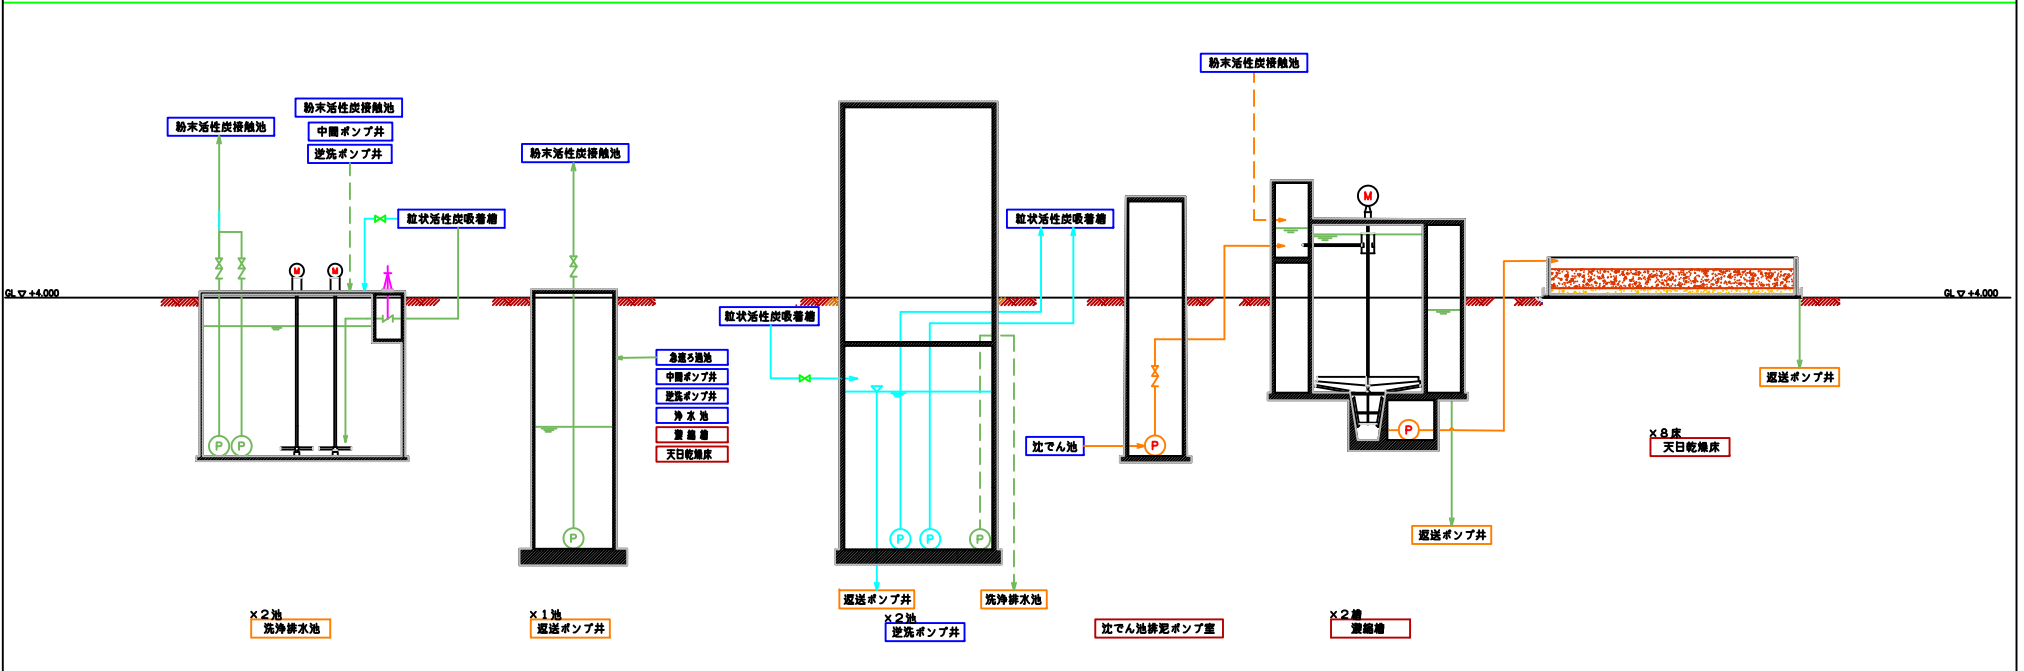 粉末活性炭接触池
粉末活性炭接触池
粉末活性炭接触池
中間ポンプ井
逆洗ポンプ井
粉末活性炭接触池
粒状活性炭吸着槽
粒状活性炭吸着槽
M
M
M
GL ▽ +4.000
GL ▽ +4.000
粒状活性炭吸着槽
急速ろ過池
中間ポンプ井
逆洗ポンプ井
浄 水 池
濃 縮 槽
天日乾燥床
返送ポンプ井
P
P
P
P
P
P
P
P
沈でん池
×8床
天日乾燥床
返送ポンプ井
返送ポンプ井
洗浄排水池
×2池
洗浄排水池
×1池
返送ポンプ井
×2池
逆洗ポンプ井
沈でん池排泥ポンプ室
×2槽
濃縮槽